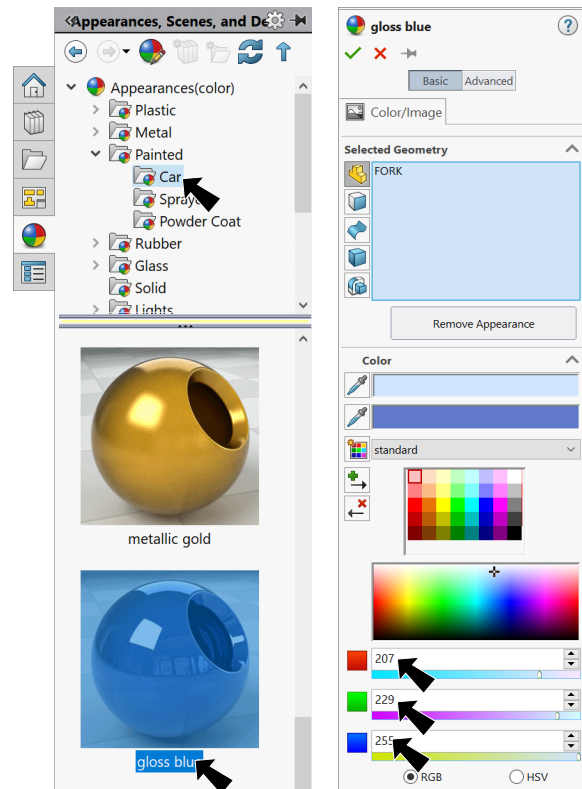 Appearances, Scenes, and De
Appearances(color)
Plastic
Metal
Painted
Car
Spray
Powder Coat
Rubber
Glass
Solid
Lights
metallic gold
gloss blue
gloss blue
Basic
Advanced
Color/Image
Selected Geometry
FORK
Remove Appearance
Color
standard
207
229
255
RGB
HSV